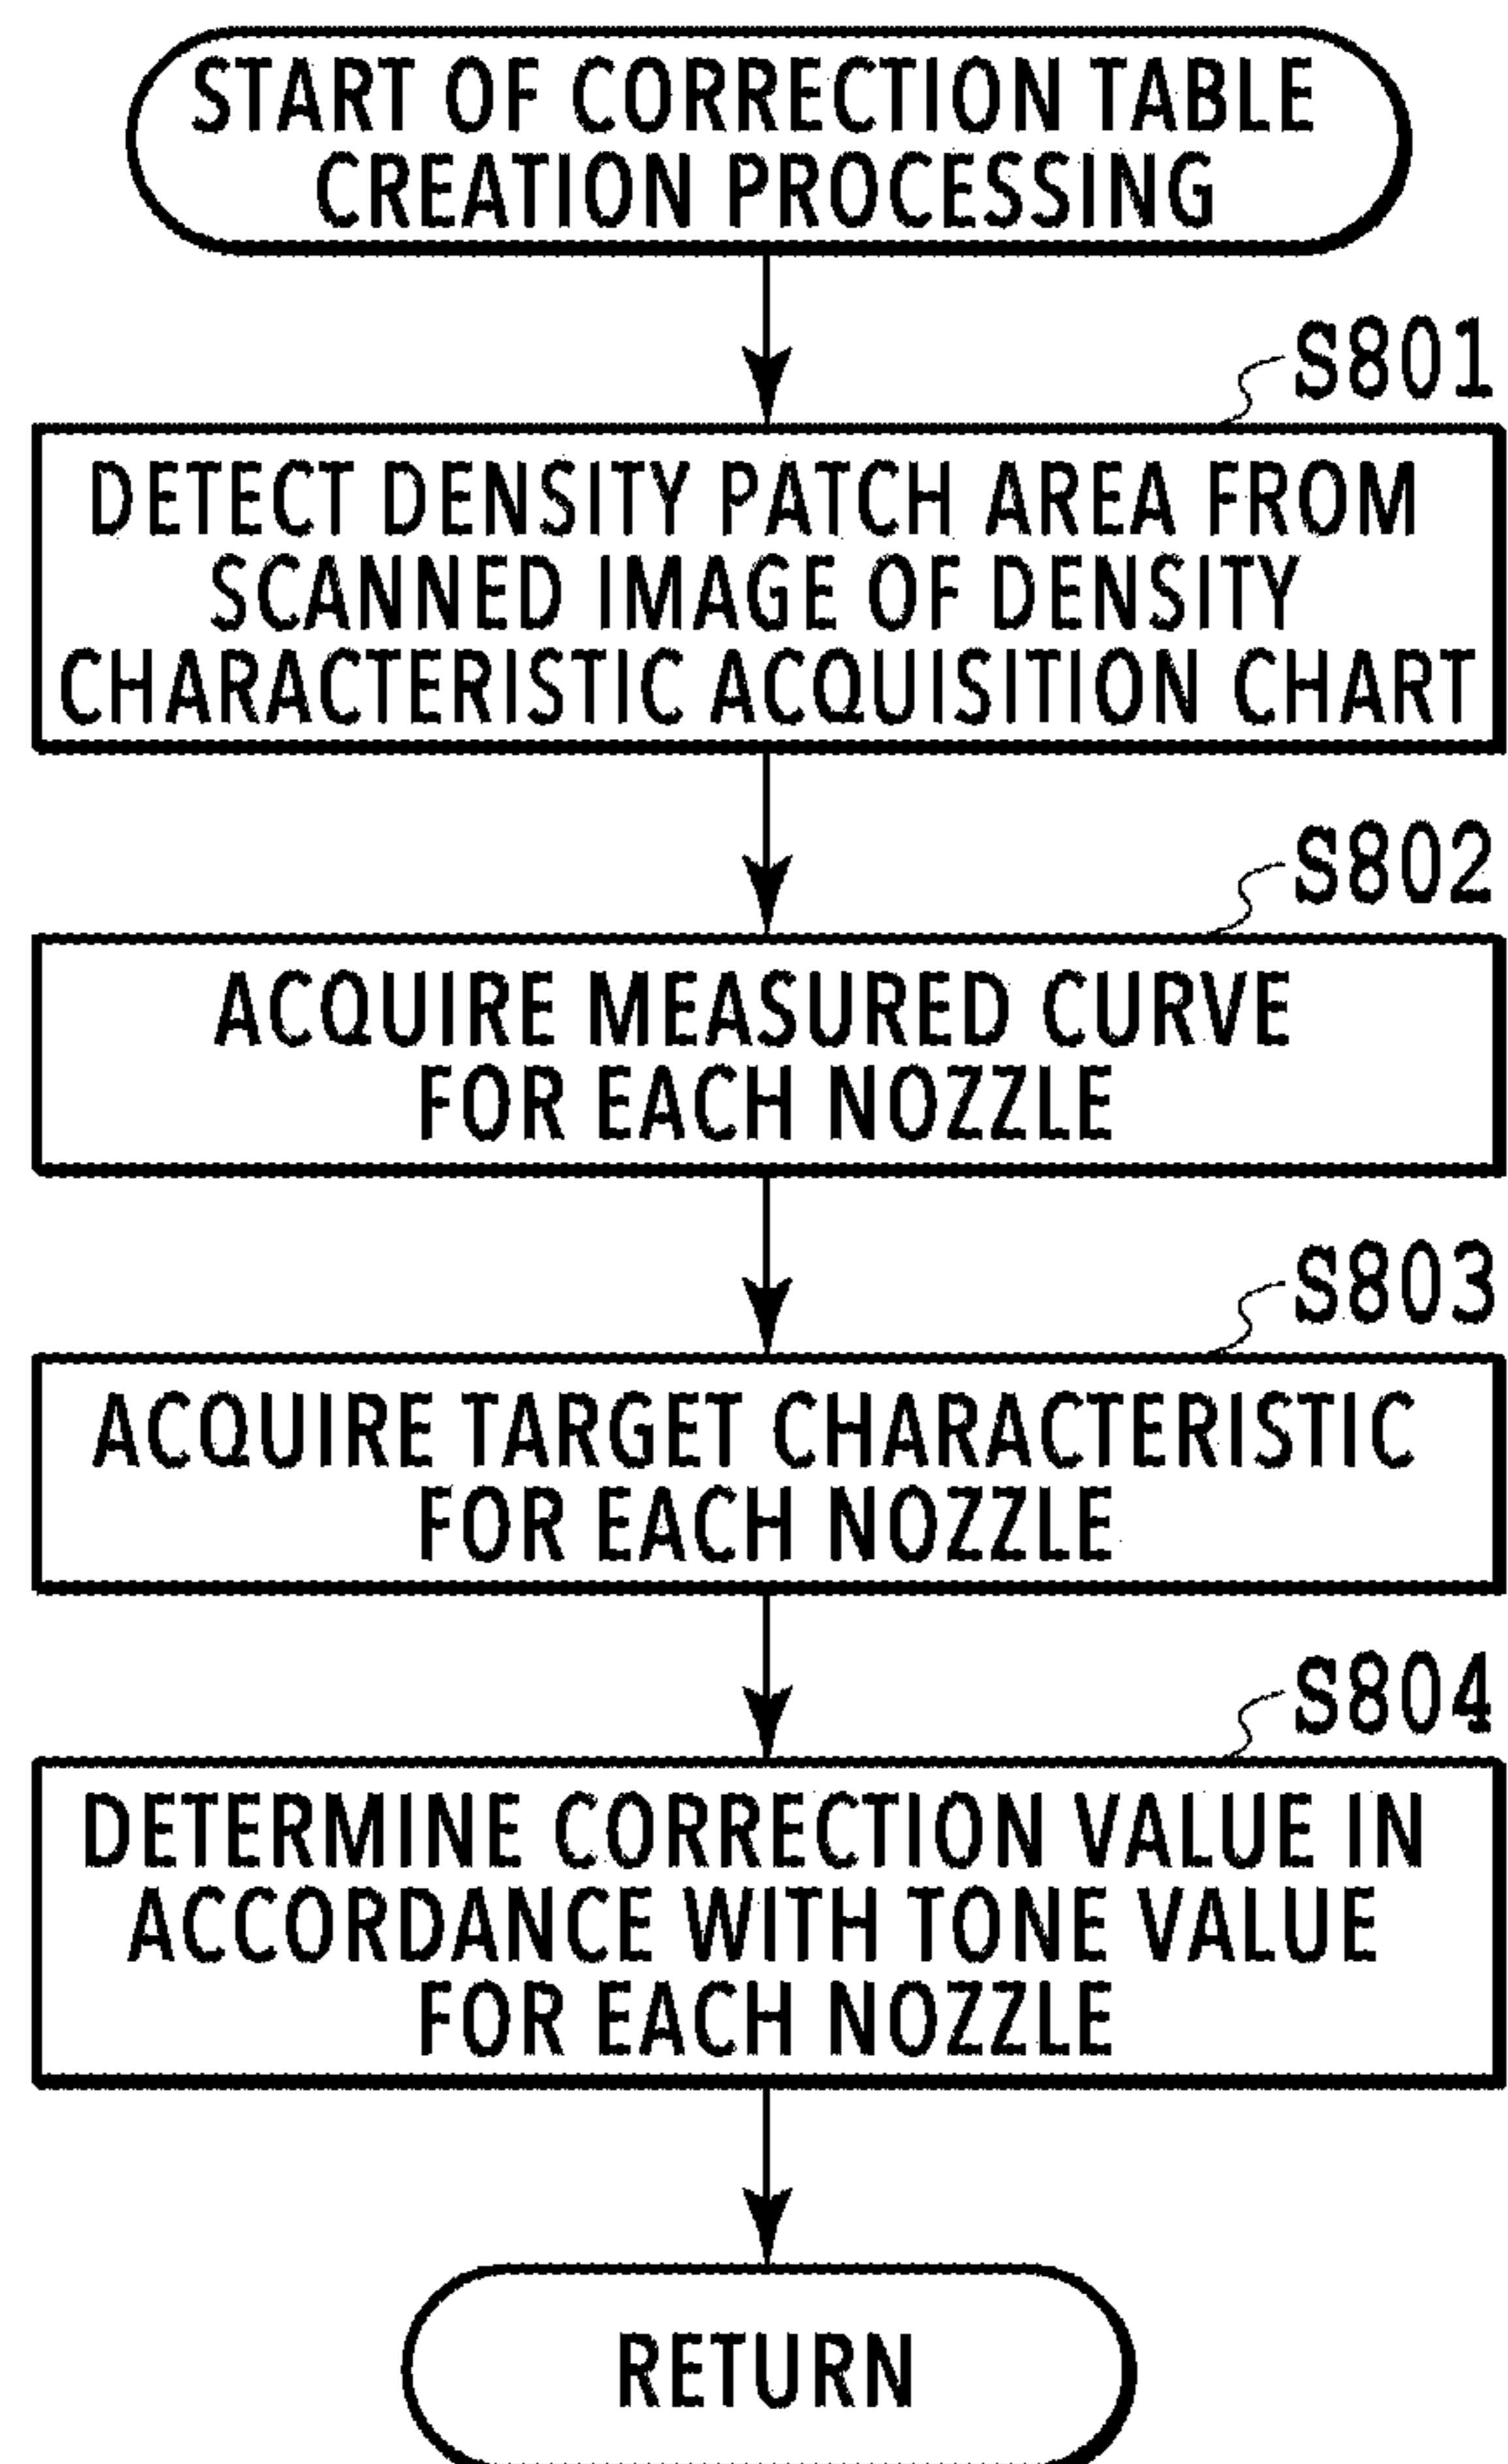 START OF CORRECTION TABLE
CREATION PROCESSING
S801
DETECT DENSITY PATCH AREA FROM
SCANNED IMAGE OF DENSITY
CHARACTERISTIC ACQUISITION CHART
S802
ACQUIRE MEASURED CURVE
FOR EACH NOZZLE
S803
ACQUIRE TARGET CHARACTERISTIC
FOR EACH NOZZLE
S804
DETERMINE CORRECTION VALUE IN
ACCORDANCE WITH TONE VALUE
FOR EACH NOZZLE
RETURN